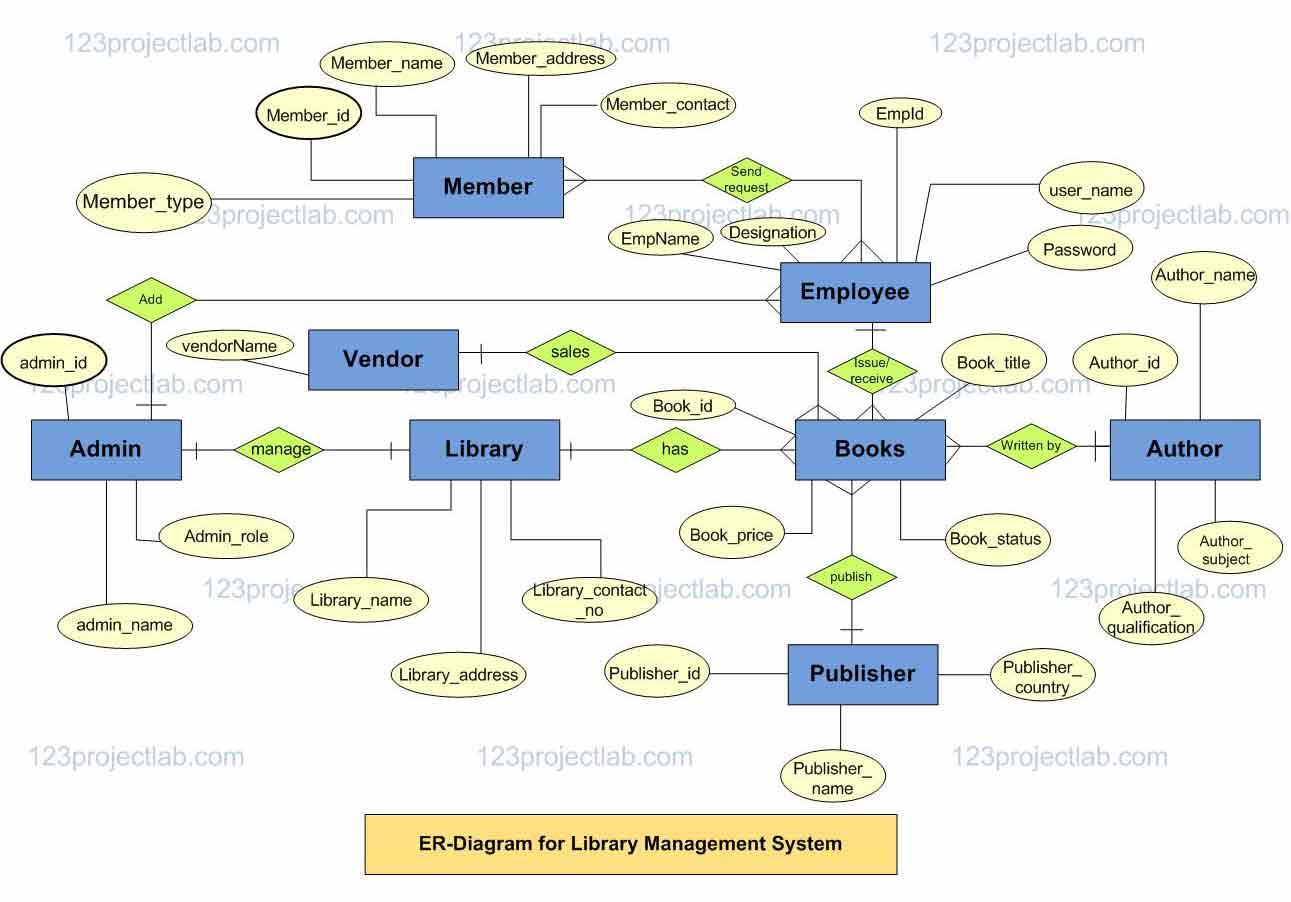 123projectlab.com
123projectlab.com
123projectlab.com
Member_name
Member_address
Member_id
Member_contact
EmpId
Member_type
Member
Send
request
user_name
123projectlab.com
123projectlab.com
123projectlab.com
EmpName
Designation
Password
Add
Employee
Author_name
admin_id
vendorName
Vendor
sales
Issue/
receive
Book_title
Author_id
123projectlab.com
123projectlab.com
123projectlab.com
Book_id
Admin
manage
Library
has
Books
Written by
Author
Admin_role
Book_price
Book_status
Author_
subject
123projectlab.com
123projectlab.com
123projectlab.com
Library_name
Library_contact
_no
publish
Author_
qualification
admin_name
Library_address
Publisher_id
Publisher
Publisher_
country
123projectlab.com
123projectlab.com
123projectlab.com
Publisher_
name
ER-Diagram for Library Management System